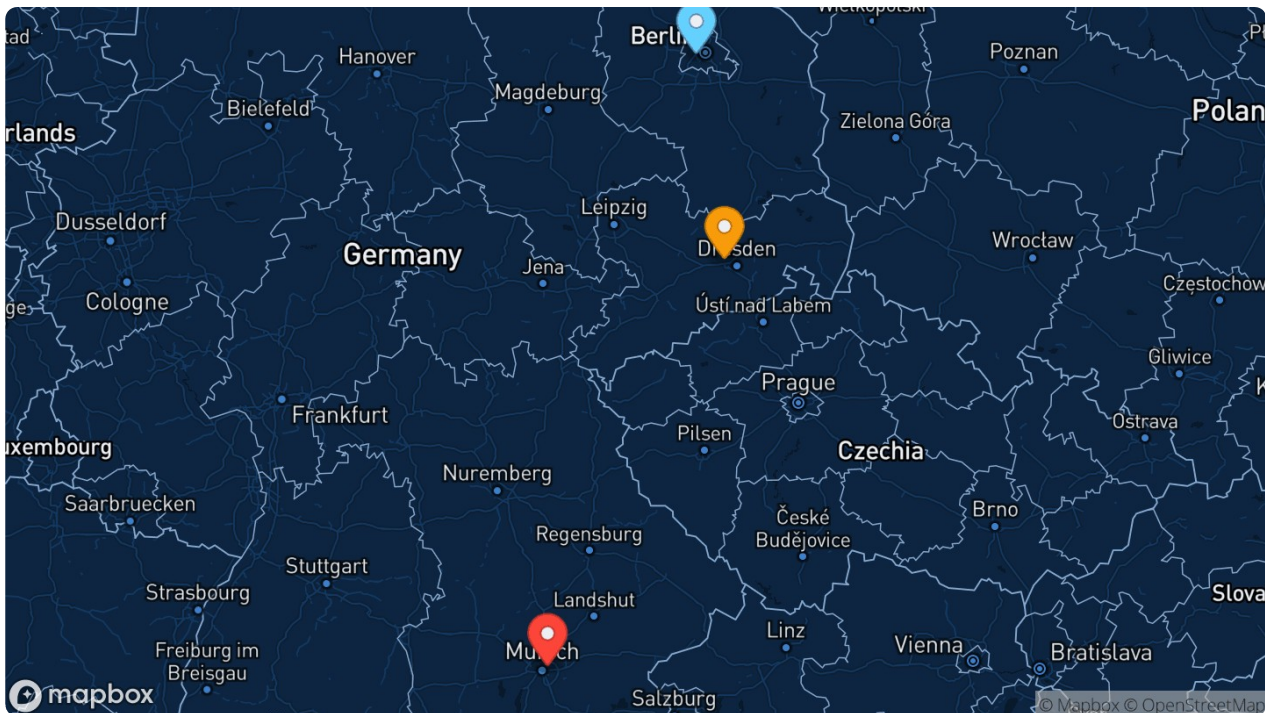 Wielkopolski
Berlin
Hanover
Poznan
Magdeburg
Bielefeld
Polan
Zielona Góra
rlands
Leipzig
Dusseldorf
Wrocław
Germany
Dresden
Jena
Częstochow
Cologne
Ústí nad Labem
ge
Gliwice
Prague
Frankfurt
Ostrava
Pilsen
uxembourg
Czechia
Nuremberg
Saarbruecken
Brno
České
Budějovice
Regensburg
Stuttgart
Strasbourg
Landshut
Slova
Linz
Vienna
Freiburg im
Breisgau
Munich
Bratislava
mapbox
Salzburg
© Mapbox © OpenStreetMap